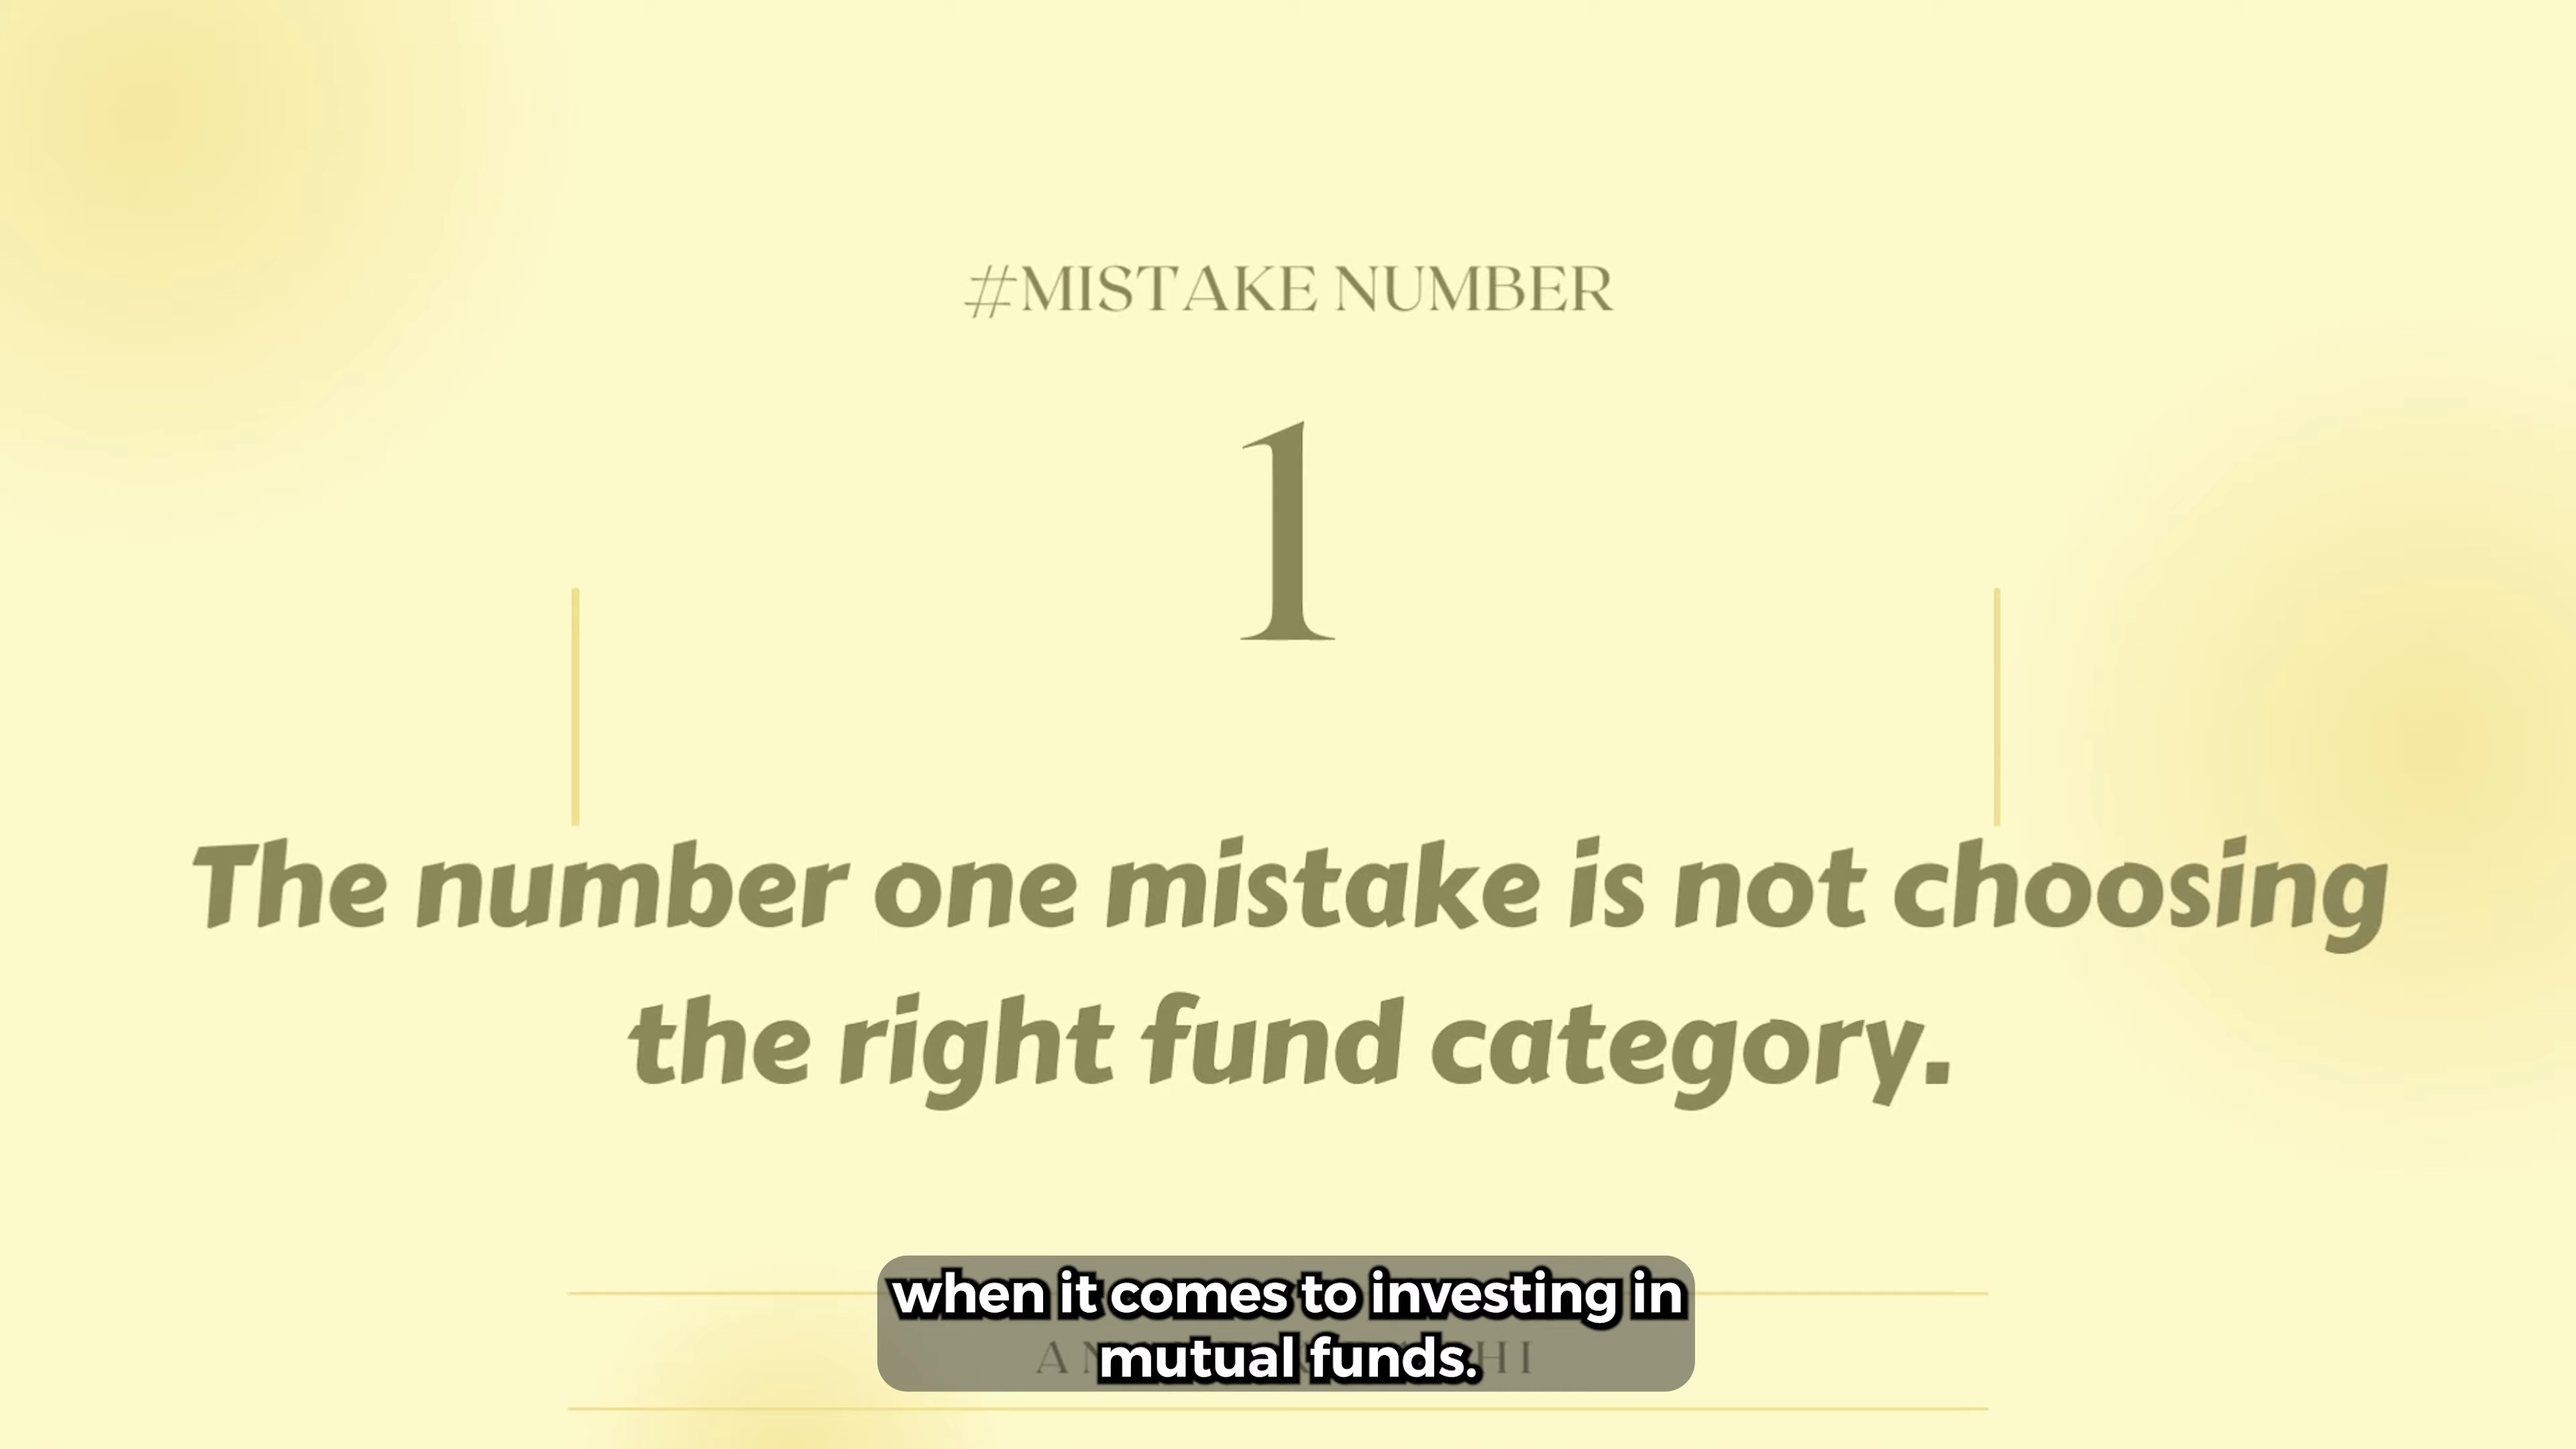 #MISTAKE NUMBER
1
The number one mistake is not choosing
the right fund category.
when it comes to investing in
mutual funds.